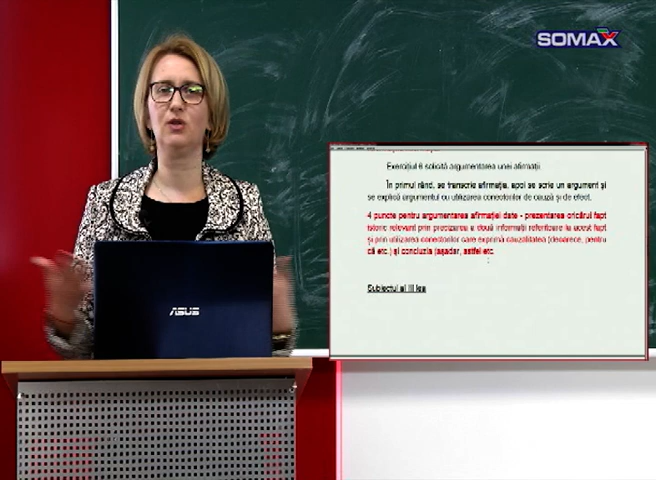 SOMAX
Exercițiul 6 solicită argumentarea unei afirmații
În primul rând, se transcrie afirmația, apoi se scrie un argument și
se explică argumentul cu utilizarea conectorilor de cauză și de efect.
4 puncte pentru argumentarea afirmației date - prezentarea oricărui fapt
istoric relevant prin precizarea a două informații referitoare la acest fapt
și prin utilizarea conectorilor care exprimă cauzalitatea (deoarece, pentru
că etc.) și concluzia (așadar, astfel etc.
Subiectul al III lea
ASUS